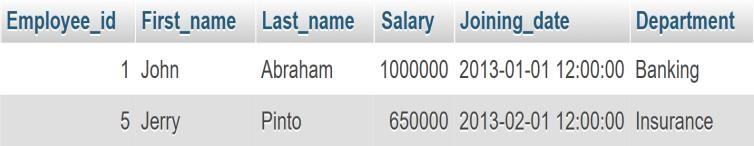 Employee_id First_name Last_name Salary Joining_date Department
1 John Abraham 1000000 2013-01-01 12:00:00 Banking
5 Jerry Pinto 650000 2013-02-01 12:00:00 Insurance